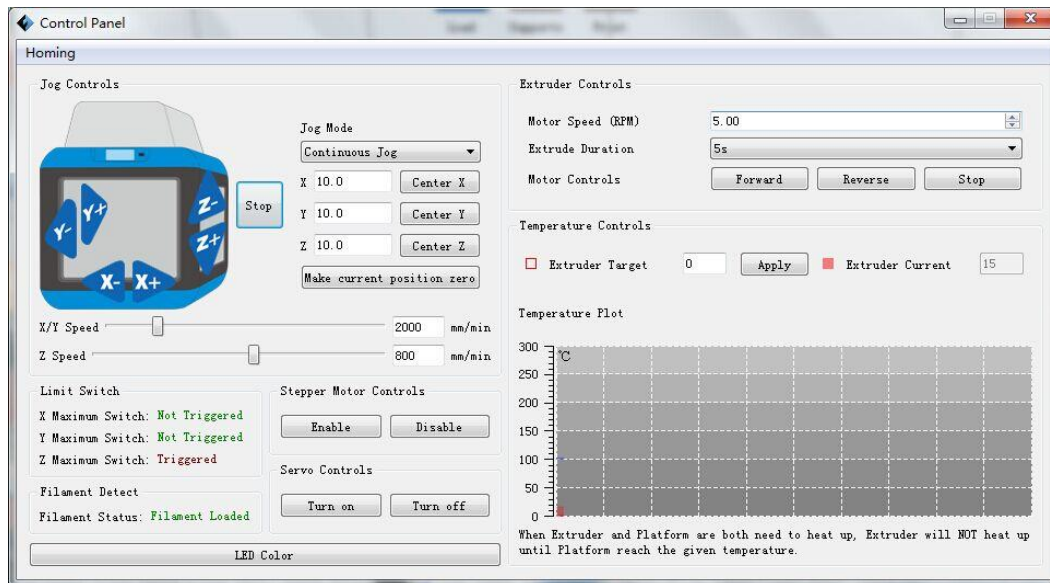 Control Panel
Homing
Jog Controls
Y- Y+ Z-
Z+
X- X+
Stop
Jog Mode
Continuous Jog
X 10.0 Center X
Y 10.0 Center Y
Z 10.0 Center Z
Make current position zero
X/Y Speed 2000 mm/min
Z Speed 800 mm/min
Limit Switch
X Maximum Switch: Not Triggered
Y Maximum Switch: Not Triggered
Z Maximum Switch: Triggered
Filament Detect
Filament Status: Filament Loaded
Stepper Motor Controls
Enable Disable
Servo Controls
Turn on Turn off
LED Color
Extruder Controls
Motor Speed (RPM) 5.00
Extrude Duration 5s
Motor Controls Forward Reverse Stop
Temperature Controls
Extruder Target 0 Apply Extruder Current 15
Temperature Plot
300 °C
250
200
150
100
50
0
When Extruder and Platform are both need to heat up, Extruder will NOT heat up
until Platform reach the given temperature.